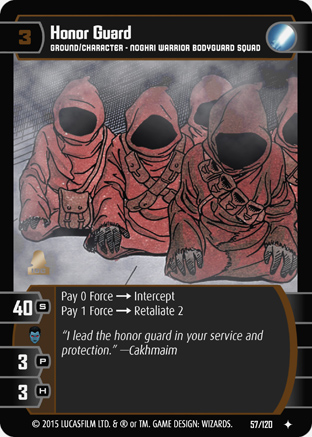 3 Honor Guard
GROUND/CHARACTER - NOGHRI WARRIOR BODYGUARD SQUAD
40 S
Pay 0 Force → Intercept
Pay 1 Force → Retaliate 2
"I lead the honor guard in your service and
protection." —Cakhmaim
3 P
3 H
© 2015 LUCASFILM LTD. & ® or TM. GAME DESIGN: WIZARDS. 57/120